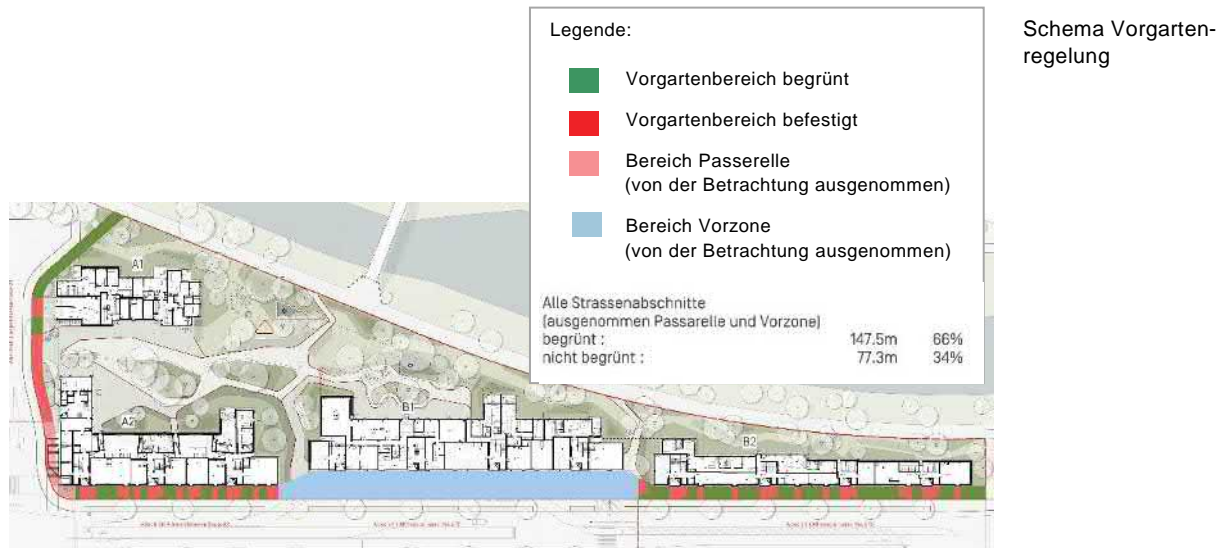 Legende:
Vorgartenbereich begrünt
Vorgartenbereich befestigt
Bereich Passerelle
(von der Betrachtung ausgenommen)
Bereich Vorzone
(von der Betrachtung ausgenommen)
Alle Strassenabschnitte
(ausgenommen Passarelle und Vorzone)
begrünt : 147.5m 66%
nicht begrünt : 77.3m 34%
Schema Vorgarten-
regelung
A1
A2
B1
B2